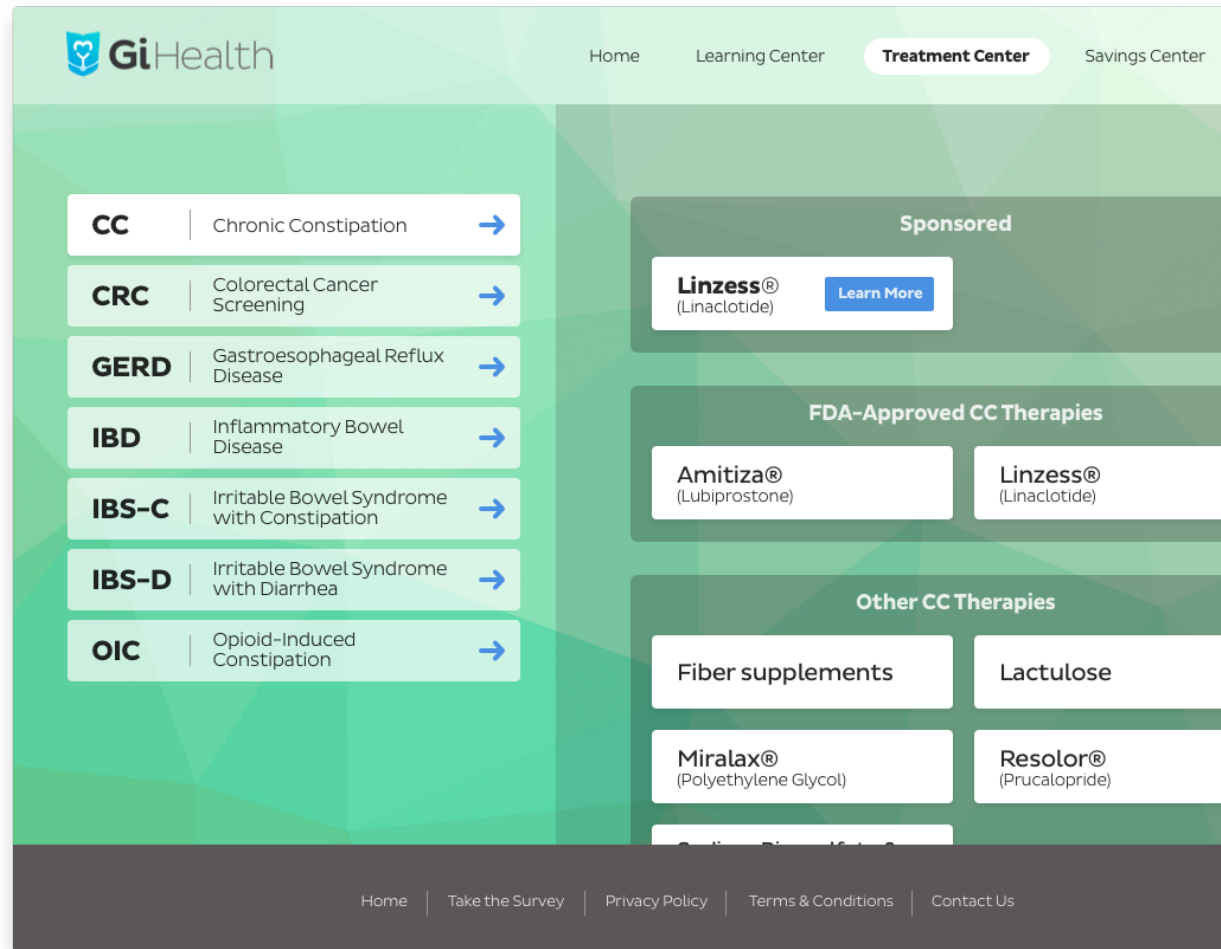 GiHealth
Home
Learning Center
Treatment Center
Savings Center
CC
Chronic Constipation
CRC
Colorectal Cancer
Screening
GERD
Gastroesophageal Reflux
Disease
IBD
Inflammatory Bowel
Disease
IBS-C
Irritable Bowel Syndrome
with Constipation
IBS-D
Irritable Bowel Syndrome
with Diarrhea
OIC
Opioid-Induced
Constipation
Sponsored
Linzess®
(Linaclotide)
Learn More
FDA-Approved CC Therapies
Amitiza®
(Lubiprostone)
Linzess®
(Linaclotide)
Other CC Therapies
Fiber supplements
Lactulose
Miralax®
(Polyethylene Glycol)
Resolor®
(Prucalopride)
Home
Take the Survey
Privacy Policy
Terms & Conditions
Contact Us